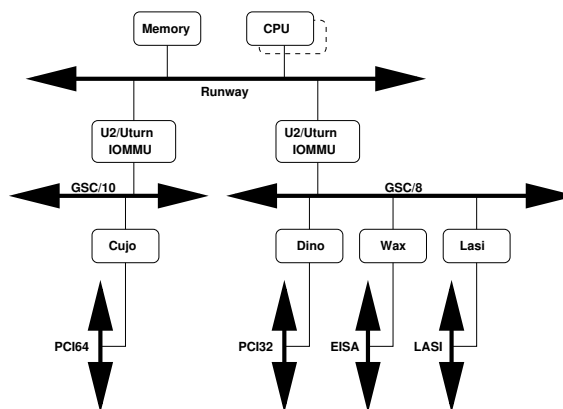 Memory
CPU
Runway
U2/Uturn
IOMMU
U2/Uturn
IOMMU
GSC/10
GSC/8
Cujo
Dino
Wax
Lasi
PCI64
PCI32
EISA
LASI